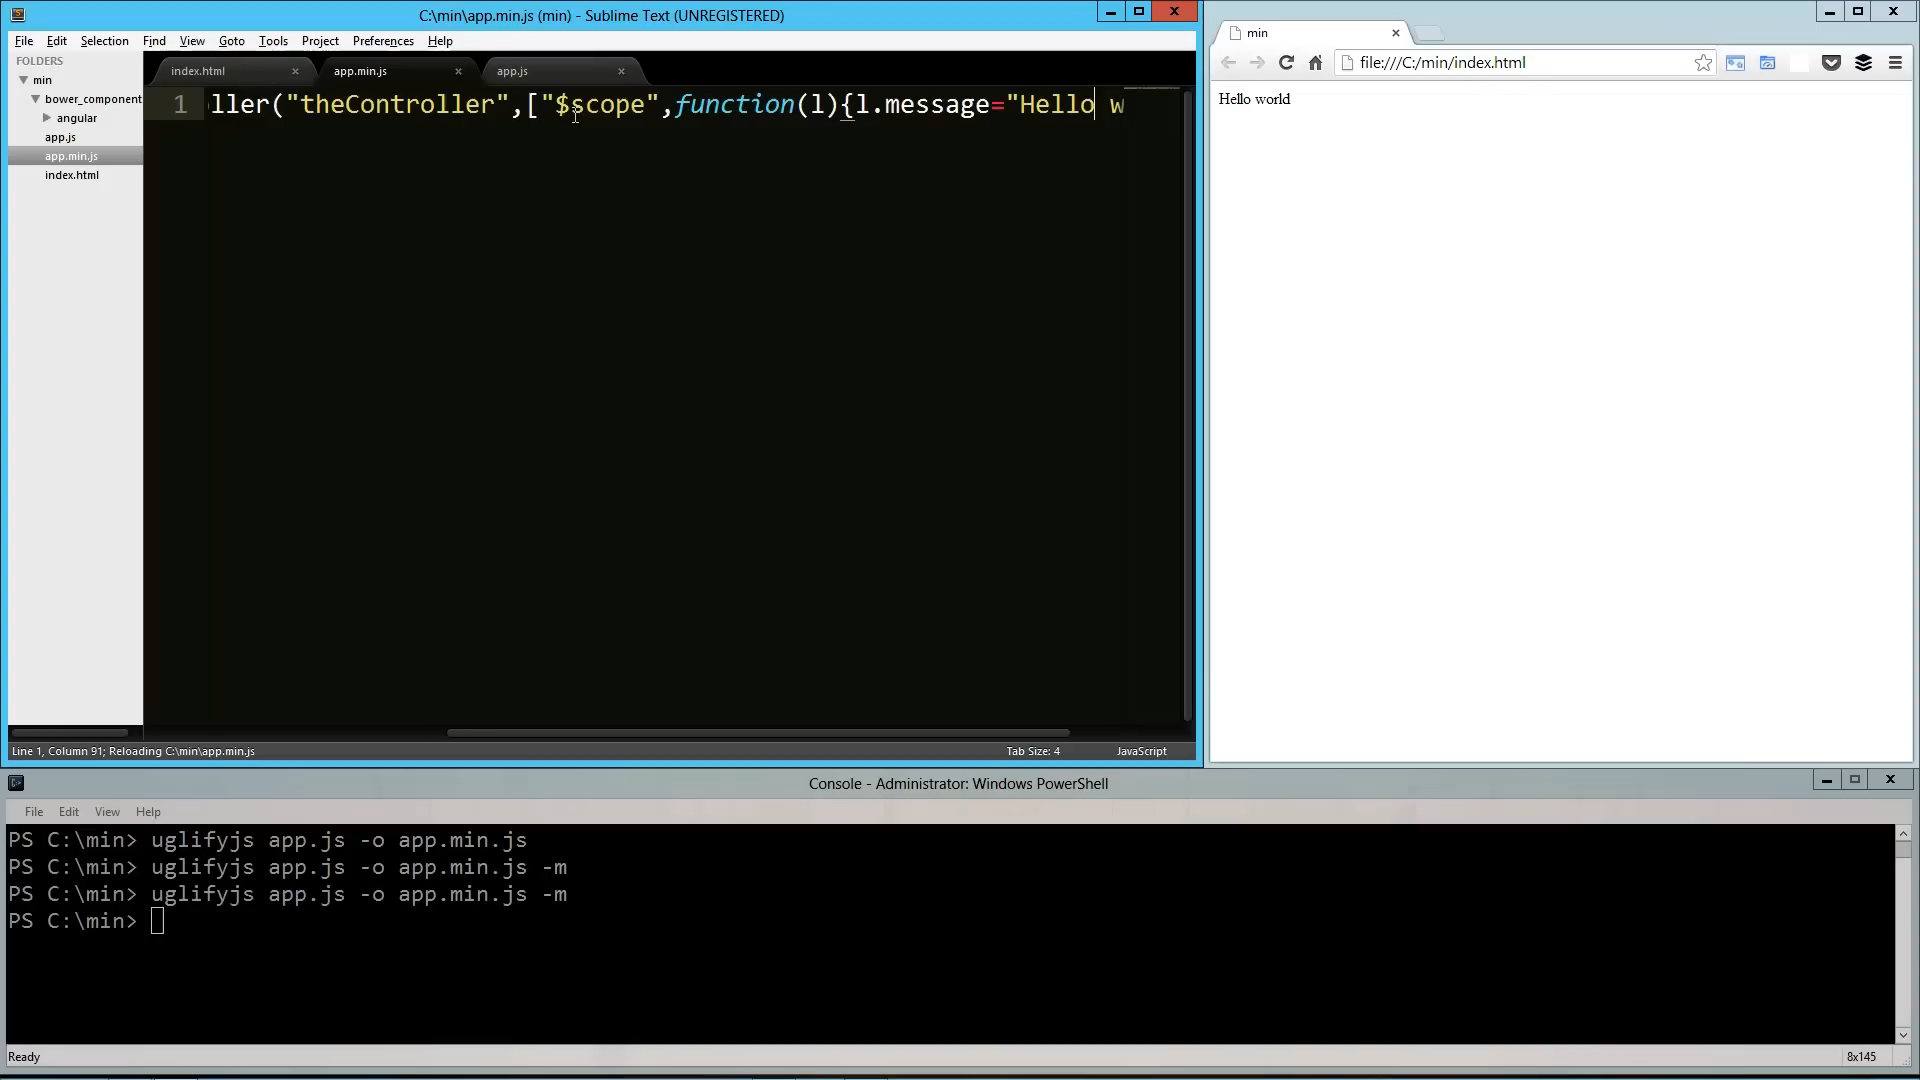 C:\min\app.min.js (min) - Sublime Text (UNREGISTERED)
File Edit Selection Find View Goto Tools Project Preferences Help
FOLDERS
min
bower_component
angular
app.js
app.min.js
index.html
index.html app.min.js app.js
1 ller("theController",["$scope",function(l){l.message="Hello w
Line 1, Column 91; Reloading C:\min\app.min.js Tab Size: 4 JavaScript
min
file:///C:/min/index.html
Hello world
Console - Administrator: Windows PowerShell
File Edit View Help
PS C:\min> uglifyjs app.js -o app.min.js
PS C:\min> uglifyjs app.js -o app.min.js -m
PS C:\min> uglifyjs app.js -o app.min.js -m
PS C:\min>
Ready 8x145